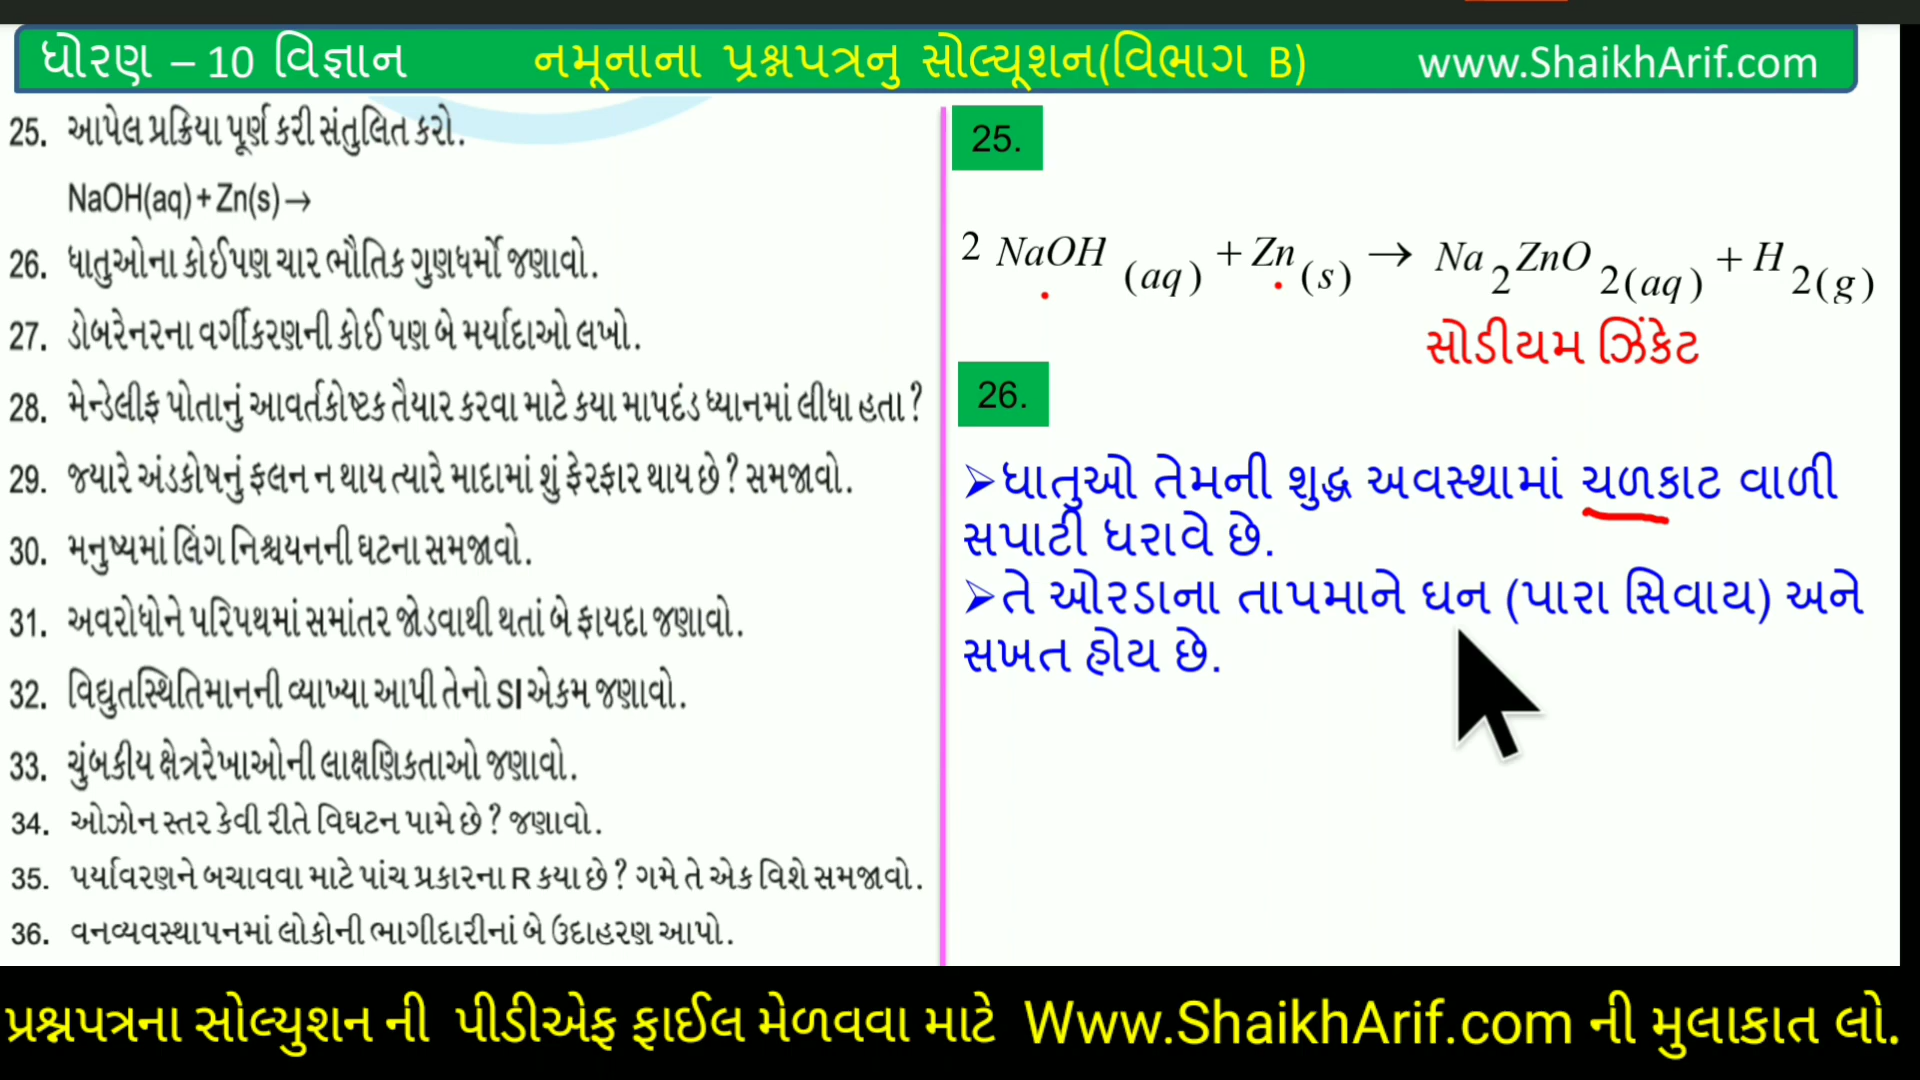 ધોરણ – 10 વિજ્ઞાન નમૂનાના પ્રશ્નપત્રનુ સોલ્યૂશન(વિભાગ B) www.ShaikhArif.com
25. આપેલ પ્રક્રિયા પૂર્ણ કરી સંતુલિત કરો.
NaOH(aq) + Zn(s) →
26. ધાતુઓના કોઈપણ ચાર ભૌતિક ગુણધર્મો જણાવો.
27. ડોબરેનરના વર્ગીકરણની કોઈ પણ બે મર્યાદાઓ લખો.
28. મેન્ડેલીફ પોતાનું આવર્તકોષ્ટક તૈયાર કરવા માટે કયા માપદંડ ધ્યાનમાં લીધા હતા ?
29. જ્યારે અંડકોષનું ફલન ન થાય ત્યારે માદામાં શું ફેરફાર થાય છે ? સમજાવો.
30. મનુષ્યમાં લિંગ નિશ્ચયનની ઘટના સમજાવો.
31. અવરોધોને પરિપથમાં સમાંતર જોડવાથી થતાં બે ફાયદા જણાવો.
32. વિદ્યુતસ્થિતિમાનની વ્યાખ્યા આપી તેનો SI એકમ જણાવો.
33. ચુંબકીય ક્ષેત્રરેખાઓની લાક્ષણિકતાઓ જણાવો.
34. ઓઝોન સ્તર કેવી રીતે વિઘટન પામે છે ? જણાવો.
35. પર્યાવરણને બચાવવા માટે પાંચ પ્રકારના R કયા છે ? ગમે તે એક વિશે સમજાવો.
36. વનવ્યવસ્થાપનમાં લોકોની ભાગીદારીનાં બે ઉદાહરણ આપો.
25.
2 NaOH (aq) + Zn (s) → Na2ZnO2(aq) + H2(g)
સોડીયમ ઝિંકેટ
26.
➢ધાતુઓ તેમની શુદ્ધ અવસ્થામાં ચળકાટ વાળી
સપાટી ધરાવે છે.
➢તે ઓરડાના તાપમાને ઘન (પારા સિવાય) અને
સખત હોય છે.
પ્રશ્નપત્રના સોલ્યુશન ની પીડીએફ ફાઈલ મેળવવા માટે Www.ShaikhArif.com ની મુલાકાત લો.